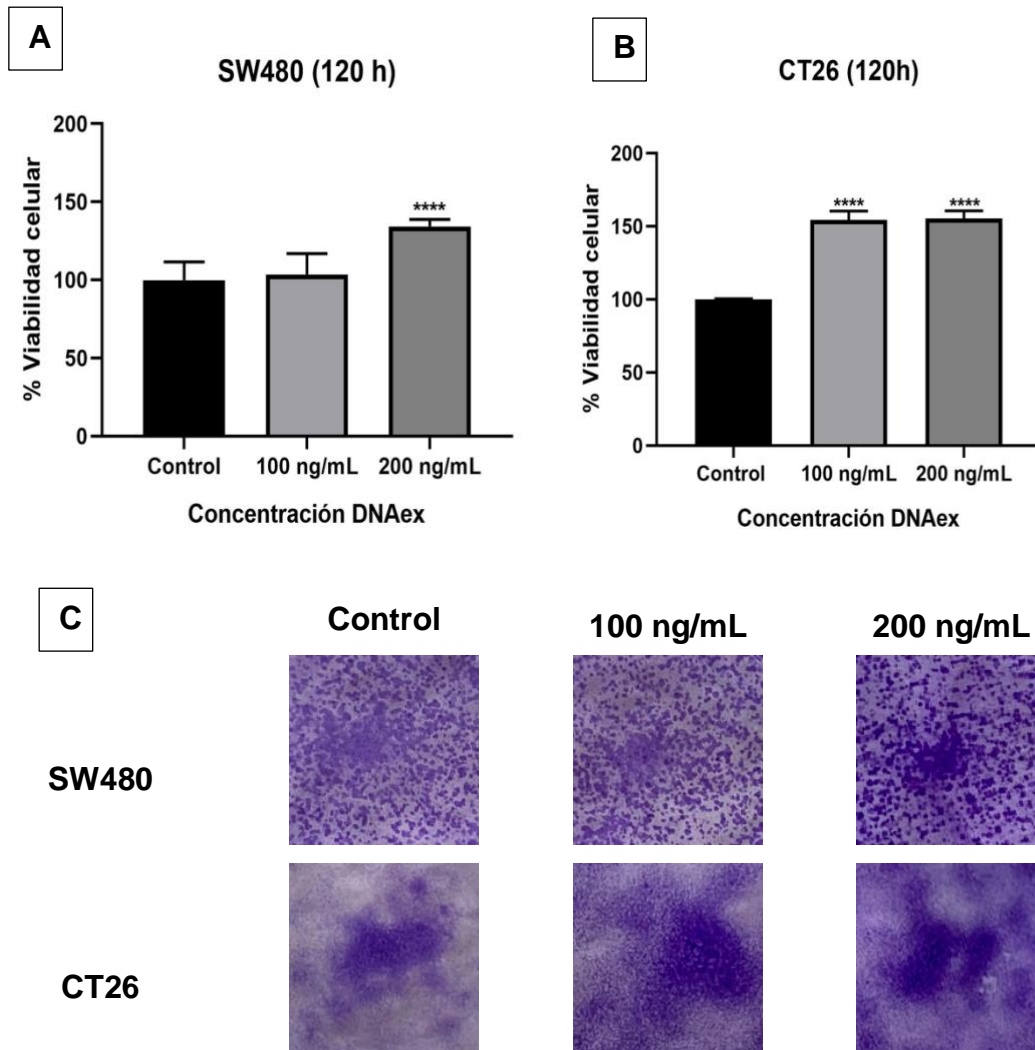 A
SW480 (120 h)
% Viabilidad celular
200
150
100
50
0
****
Control
100 ng/mL
200 ng/mL
Concentración DNAex
B
CT26 (120h)
% Viabilidad celular
200
150
100
50
0
****
****
Control
100 ng/mL
200 ng/mL
Concentración DNAex
C
Control
100 ng/mL
200 ng/mL
SW480
CT26